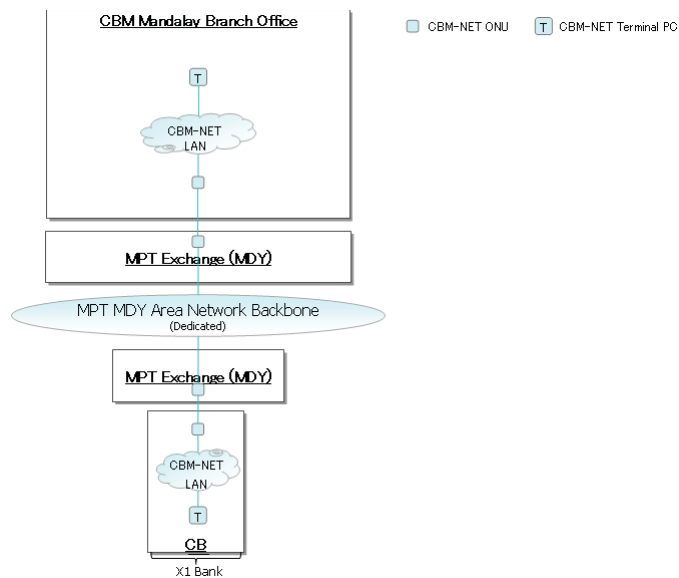 CBM Mandalay Branch Office
CBM-NET ONU
T
CBM-NET Terminal PC
T
CBM-NET
LAN
MPT Exchange (MDY)
MPT MDY Area Network Backbone
(Dedicated)
MPT Exchange (MDY)
CBM-NET
LAN
T
CB
X1 Bank